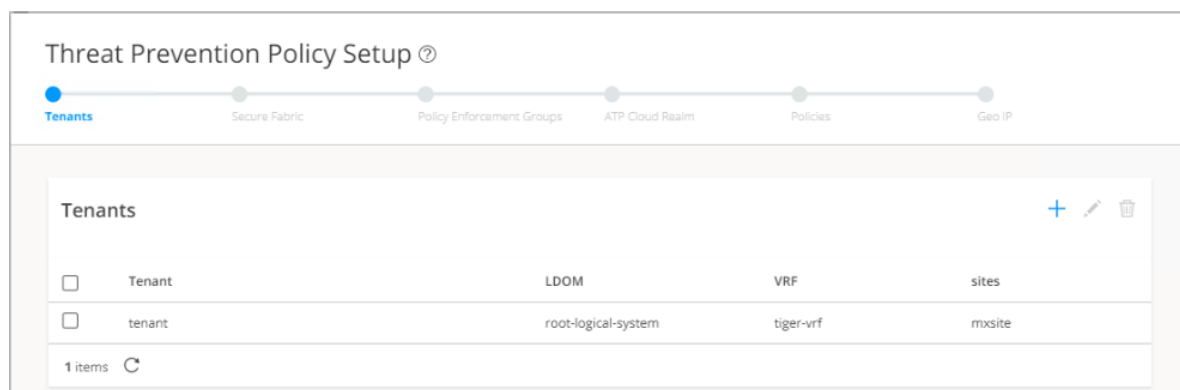 Threat Prevention Policy Setup ?
Tenants Secure Fabric Policy Enforcement Groups ATP Cloud Realm Policies Geo IP
Tenants
Tenant LDOM VRF sites
tenant root-logical-system tiger-vrf mxsite
1 items